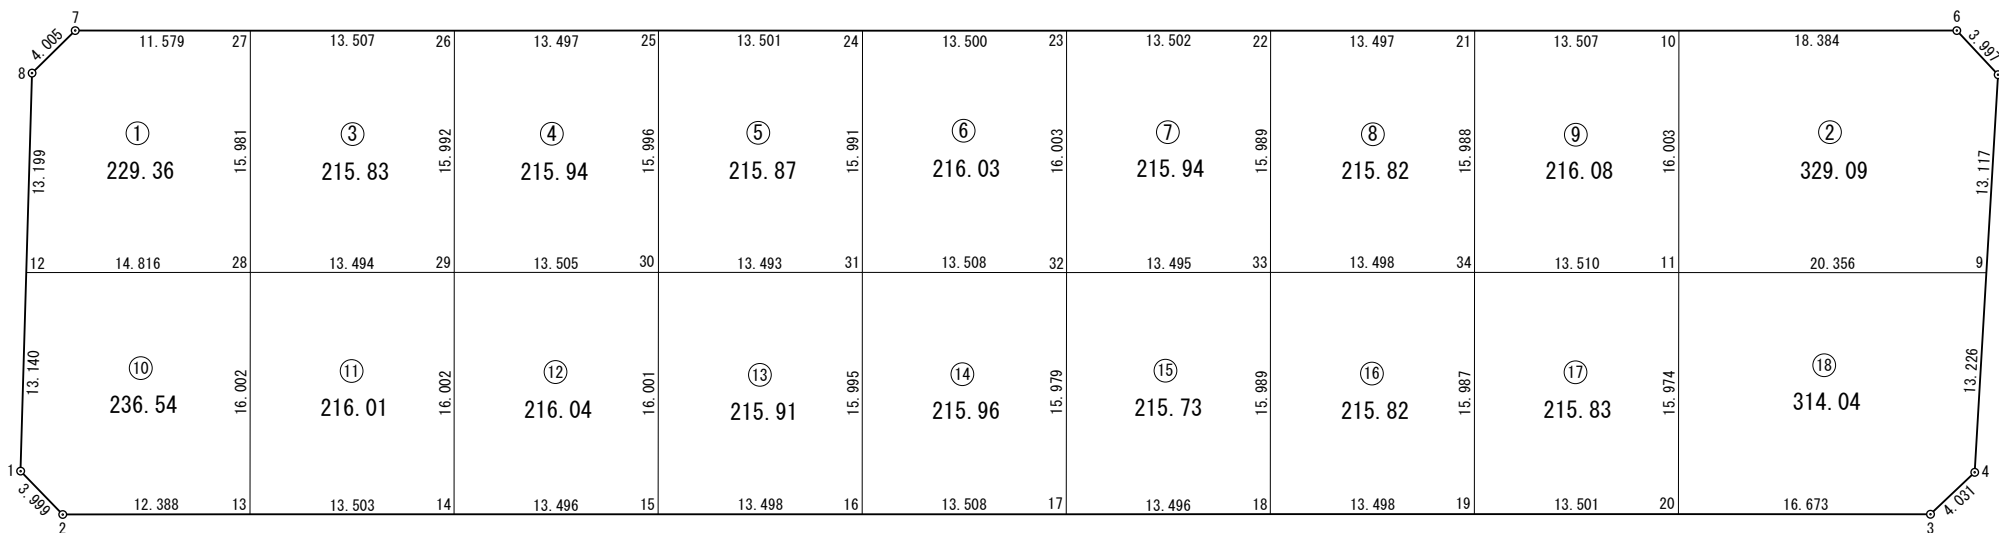 7 6
4.005 11.579 27 13.507 26 13.497 25 13.501 24 13.500 23 13.502 22 13.497 21 13.507 10 18.384 3.997
8
① ③ ④ ⑤ ⑥ ⑦ ⑧ ⑨ ②
13.199 229.36 15.981 215.83 15.992 215.94 15.996 215.87 15.991 216.03 16.003 215.94 15.989 215.82 15.988 216.08 16.003 329.09 13.117
12 14.816 28 13.494 29 13.505 30 13.493 31 13.508 32 13.495 33 13.498 34 13.510 11 20.356 9
⑩ ⑪ ⑫ ⑬ ⑭ ⑮ ⑯ ⑰ ⑱
13.140 236.54 16.002 216.01 16.002 216.04 16.001 215.91 15.995 215.96 15.979 215.73 15.989 215.82 15.987 215.83 15.974 314.04 13.226
1 4
3.999 12.388 13 13.503 14 13.496 15 13.498 16 13.508 17 13.496 18 13.498 19 13.501 20 16.673 4.031
2 3